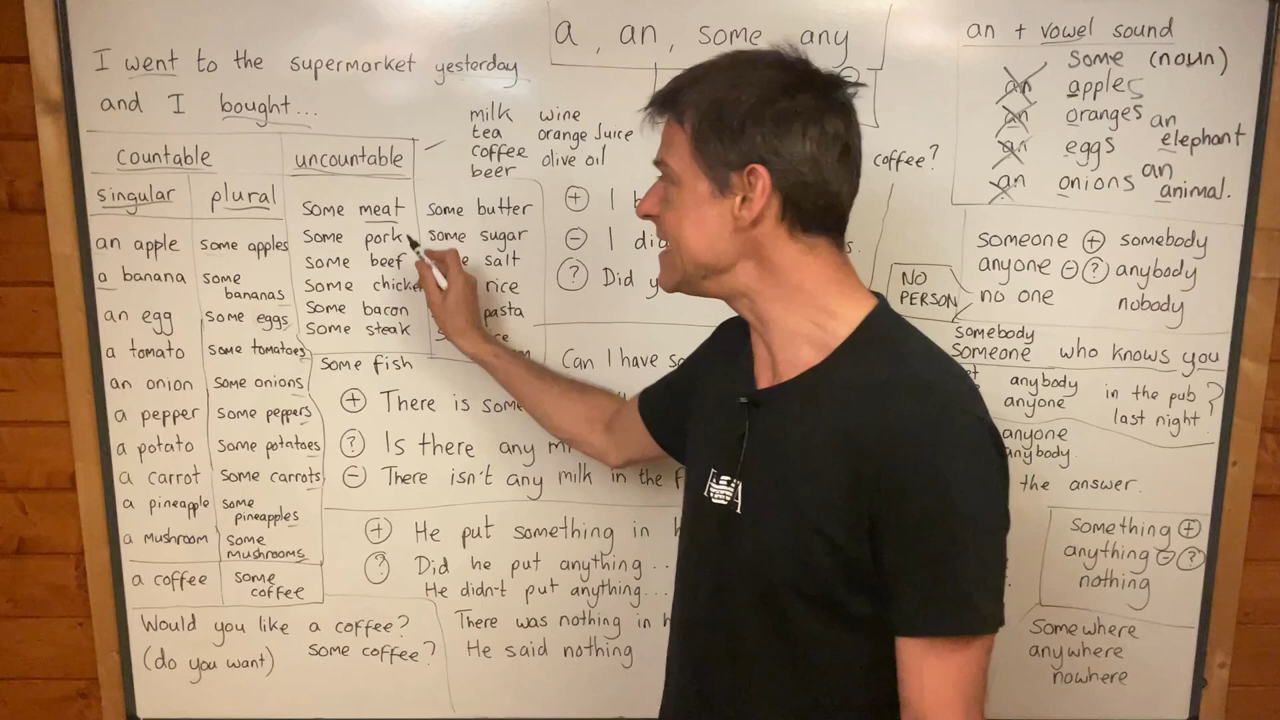 a, an, some, any
I went to the supermarket yesterday
and I bought...
milk wine
tea orange juice
coffee olive oil
beer
countable
uncountable
singular plural
an apple some apples
a banana some bananas
an egg some eggs
a tomato some tomatoes
an onion some onions
a pepper some peppers
a potato some potatoes
a carrot some carrots
a pineapple some pineapples
a mushroom some mushrooms
a coffee some coffee
some meat
some pork
some beef
some
some bacon
some steak
some fish
some butter
some sugar
salt
rice
pasta
+ I
- I
? Did
coffee?
Can I have
+ There is
? Is there any
- There isn't any milk in the
+ He put something in
? Did he put anything ..
He didn't put anything...
There was nothing in
He said nothing
Would you like a coffee?
(do you want) some coffee?
an + vowel sound
some (noun)
an apples
an oranges
an eggs
an onions
an elephant
an animal.
someone + somebody
anyone - ? anybody
no one nobody
NO
PERSON
somebody
someone who knows you
anybody
anyone
in the pub
last night?
anyone
anybody
the answer.
something +
anything - ?
nothing
somewhere
anywhere
nowhere